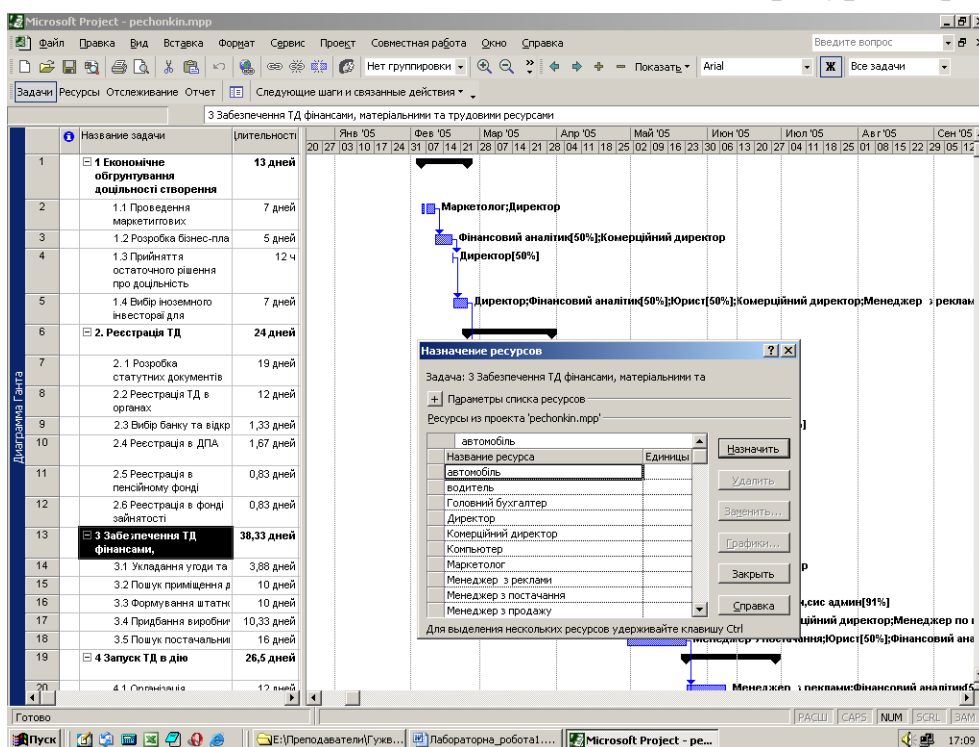 Microsoft Project - pechonkin.mpp
Файл Правка Вид Вставка Формат Сервис Проект Совместная работа Окно Справка Введите вопрос
Нет группировки Показать Arial Ж Все задачи
Задачи Ресурсы Отслеживание Отчет Следующие шаги и связанные действия
3 Забезпечення ТД фінансами, матеріальними та трудовими ресурсами
Название задачи Длительность Янв '05 Фев '05 Мар '05 Апр '05 Май '05 Июн '05 Июл '05 Авг '05 Сен '05
20 27 03 10 17 24 31 07 14 21 28 07 14 21 28 04 11 18 25 02 09 16 23 30 06 13 20 27 04 11 18 25 01 08 15 22 29 05 12
1 1 Економічне 13 дней
обгрунтування
доцільності створення
2 1.1 Проведення 7 дней Маркетолог;Директор
маркетиггових
3 1.2 Розробка бізнес-пла 5 дней Фінансовий аналітик[50%];Комерційний директор
4 1.3 Прийняття 12 ч Директор[50%]
остаточного рішення
про доцільність
5 1.4 Вибір іноземного 7 дней Директор;Фінансовий аналітик[50%];Юрист[50%];Комерційний директор;Менеджер з реклам
інвестораї для
6 2. Реєстрація ТД 24 дней
7 2. 1 Розробка 19 дней
статутних документів
8 2.2 Реестрація ТД в 12 дней
органах
9 2.3 Вибір банку та відкр 1,33 дней
10 2.4 Реєстрація в ДПА 1,67 дней
11 2.5 Реестрація в 0,83 дней
пенсійному фонді
12 2.6 Реестрація в фонді 0,83 дней
зайнятості
13 3 Забезпечення ТД 38,33 дней
фінансами,
14 3.1 Укладання угоди та 3,88 дней р
15 3.2 Пошук приміщення д 10 дней
16 3.3 Формування штатно 10 дней н,сис админ[91%]
17 3.4 Придбання виробни 10,33 дней ційний директор;Менеджер по
18 3.5 Пошук постачальни 16 дней Менеджер з постачання;Юрист[50%];Фінансовий ана
19 4 Запуск ТД в дію 26,5 дней
20 4.1 Організація 12 дней Менеджер з реклами;Фінансовий аналітик[5
Диаграмма Ганта
Назначение ресурсов
Задача: 3 Забезпечення ТД фінансами, матеріальними та
Параметры списка ресурсов
Ресурсы из проекта 'pechonkin.mpp'
автомобіль
Название ресурса Единицы
автомобіль
водитель
Головний бухгалтер
Директор
Комерційний директор
Компьютер
Маркетолог
Менеджер з реклами
Менеджер з постачання
Менеджер з продажу
Назначить
Удалить
Заменить...
Графики...
Закрыть
Справка
Для выделения нескольких ресурсов удерживайте клавишу Ctrl
Готово РАСШ CAPS NUM SCRL ЗАМ
Пуск E:\Преподаватели\Гужв... Лабораторна_робота1.... Microsoft Project - pe... 17:09